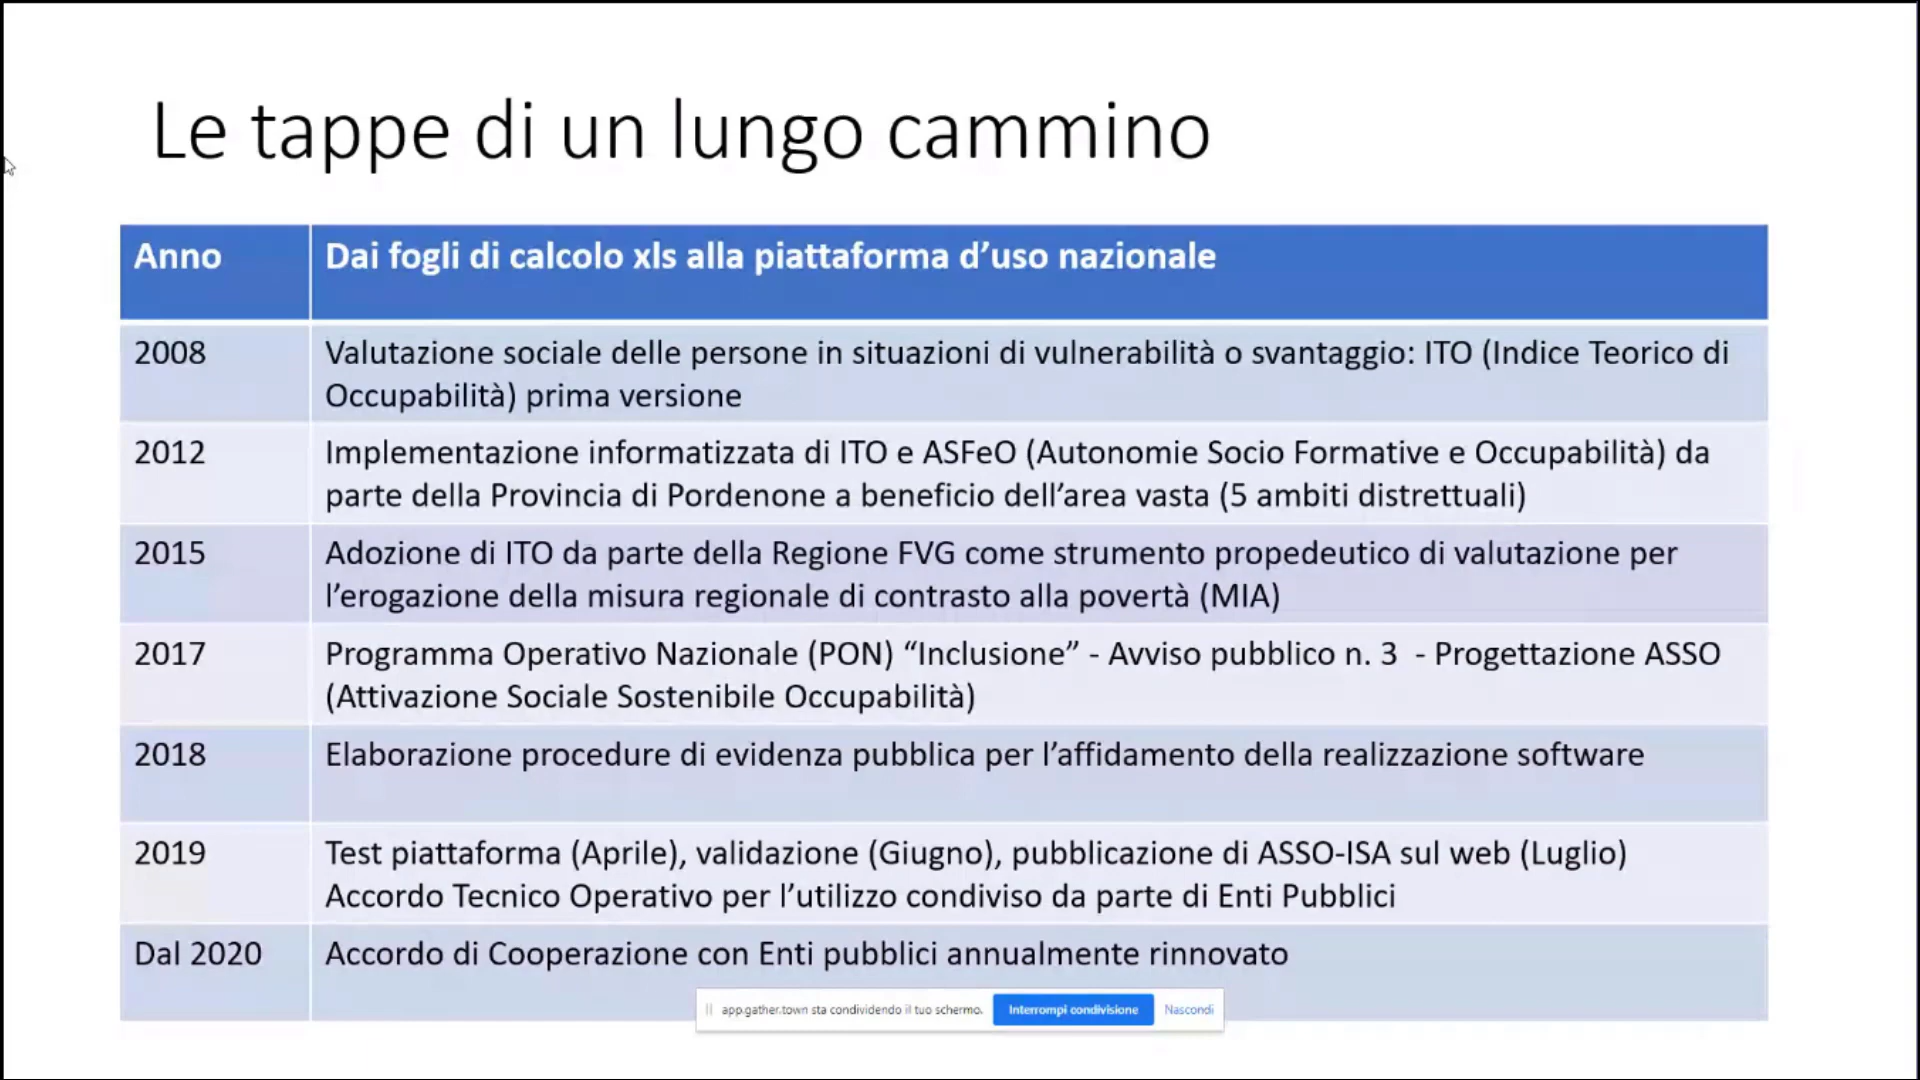 Le tappe di un lungo cammino
Anno
Dai fogli di calcolo xls alla piattaforma d’uso nazionale
2008
Valutazione sociale delle persone in situazioni di vulnerabilità o svantaggio: ITO (Indice Teorico di
Occupabilità) prima versione
2012
Implementazione informatizzata di ITO e ASFeO (Autonomie Socio Formative e Occupabilità) da
parte della Provincia di Pordenone a beneficio dell’area vasta (5 ambiti distrettuali)
2015
Adozione di ITO da parte della Regione FVG come strumento propedeutico di valutazione per
l’erogazione della misura regionale di contrasto alla povertà (MIA)
2017
Programma Operativo Nazionale (PON) “Inclusione” - Avviso pubblico n. 3  - Progettazione ASSO
(Attivazione Sociale Sostenibile Occupabilità)
2018
Elaborazione procedure di evidenza pubblica per l’affidamento della realizzazione software
2019
Test piattaforma (Aprile), validazione (Giugno), pubblicazione di ASSO-ISA sul web (Luglio)
Accordo Tecnico Operativo per l’utilizzo condiviso da parte di Enti Pubblici
Dal 2020
Accordo di Cooperazione con Enti pubblici annualmente rinnovato
app.gather.town sta condividendo il tuo schermo.
Interrompi condivisione
Nascondi